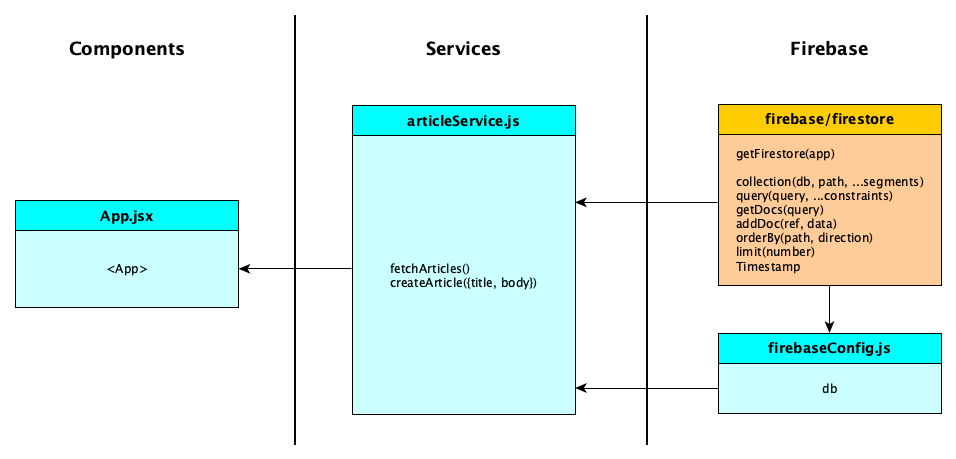 Components
Services
Firebase
articleService.js
fetchArticles()
createArticle({title, body})
firebase/firestore
getFirestore(app)
collection(db, path, ...segments)
query(query, ...constraints)
getDocs(query)
addDoc(ref, data)
orderBy(path, direction)
limit(number)
Timestamp
App.jsx
<App>
firebaseConfig.js
db